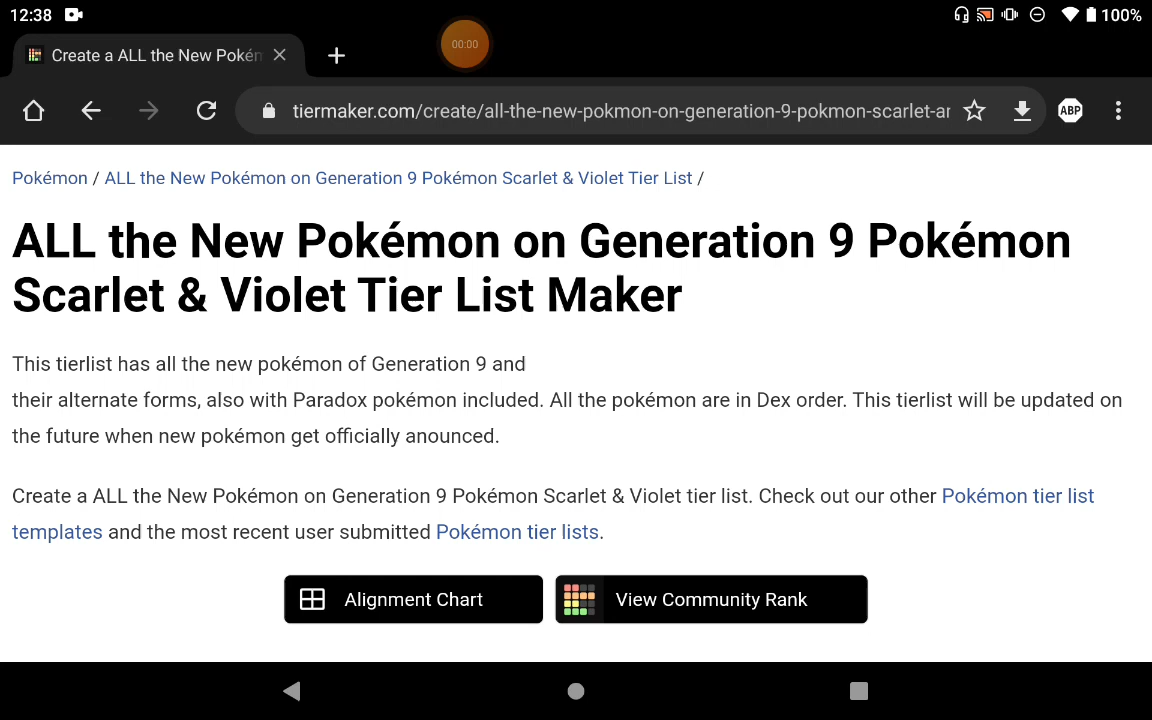 12:38
100%
00:00
Create a ALL the New Pokém
tiermaker.com/create/all-the-new-pokmon-on-generation-9-pokmon-scarlet-ar
ABP
Pokémon / ALL the New Pokémon on Generation 9 Pokémon Scarlet & Violet Tier List /
ALL the New Pokémon on Generation 9 Pokémon
Scarlet & Violet Tier List Maker
This tierlist has all the new pokémon of Generation 9 and
their alternate forms, also with Paradox pokémon included. All the pokémon are in Dex order. This tierlist will be updated on
the future when new pokémon get officially anounced.
Create a ALL the New Pokémon on Generation 9 Pokémon Scarlet & Violet tier list. Check out our other Pokémon tier list
templates and the most recent user submitted Pokémon tier lists.
Alignment Chart
View Community Rank